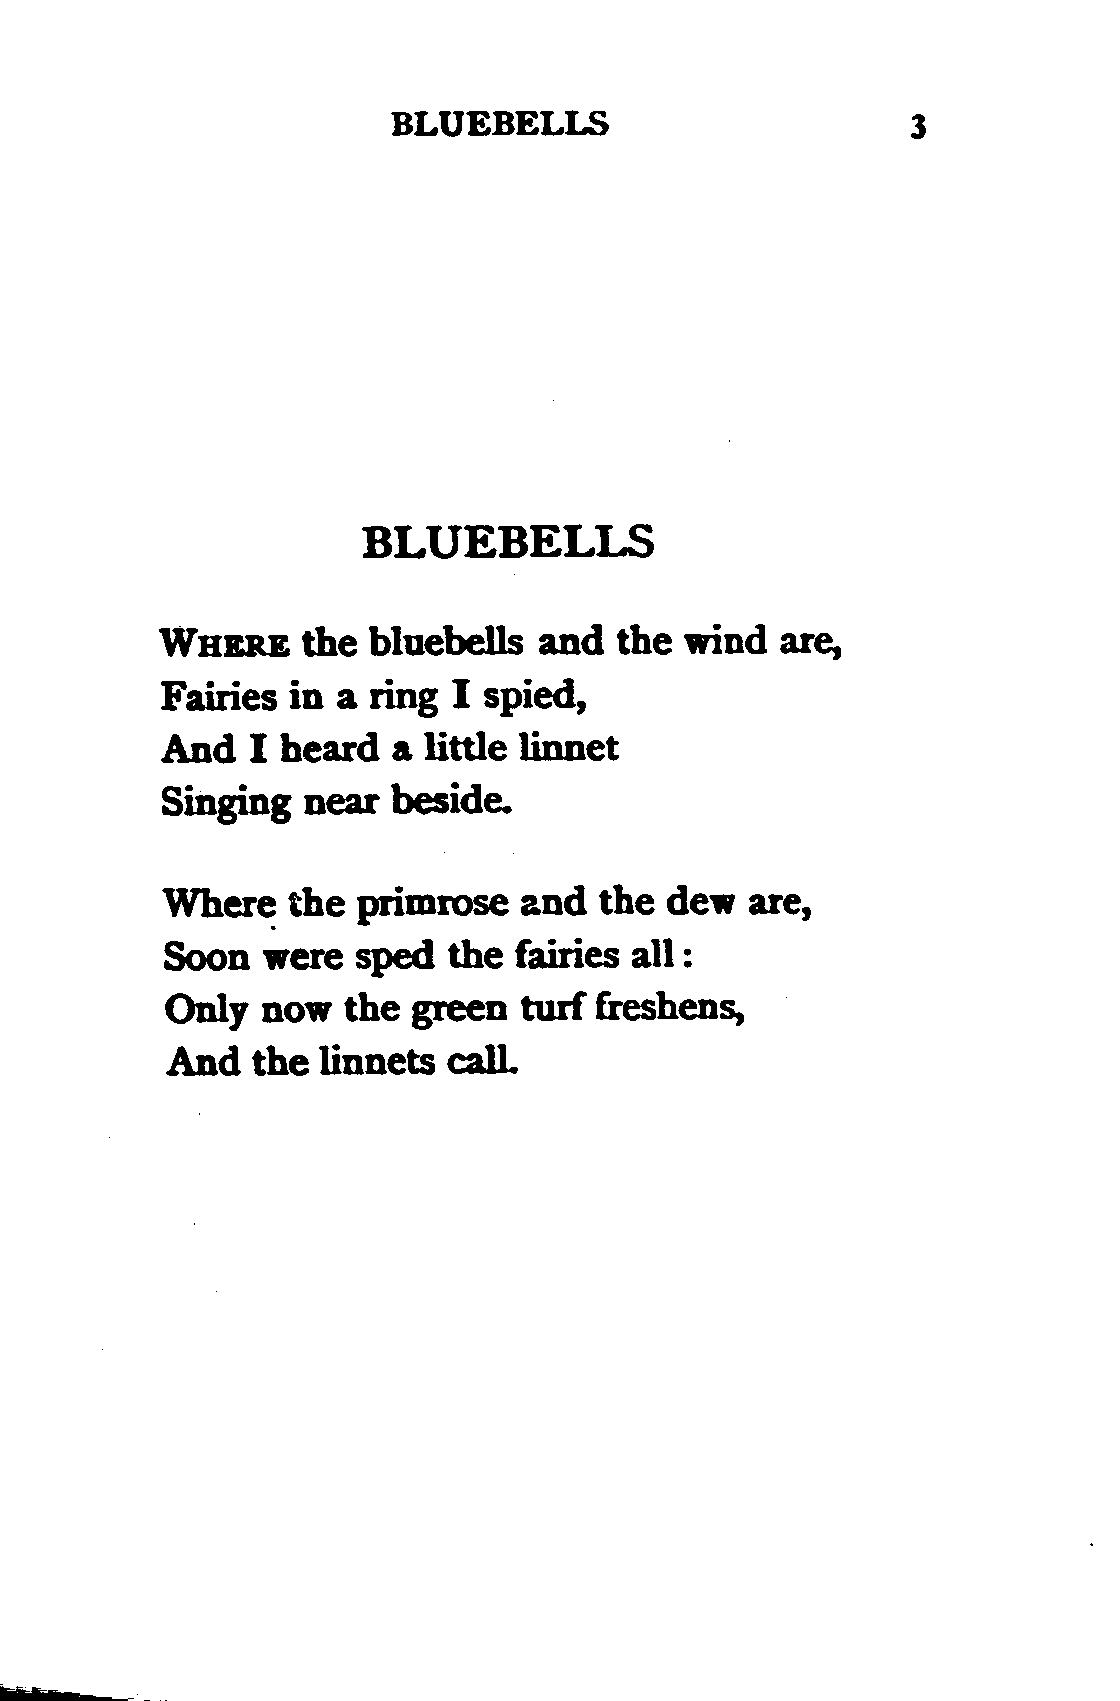 BLUEBELLS 3
BLUEBELLS
WHERE the bluebells and the wind are,
Fairies in a ring I spied,
And I heard a little linnet
Singing near beside.
Where the primrose and the dew are,
Soon were sped the fairies all:
Only now the green turf freshens,
And the linnets call.